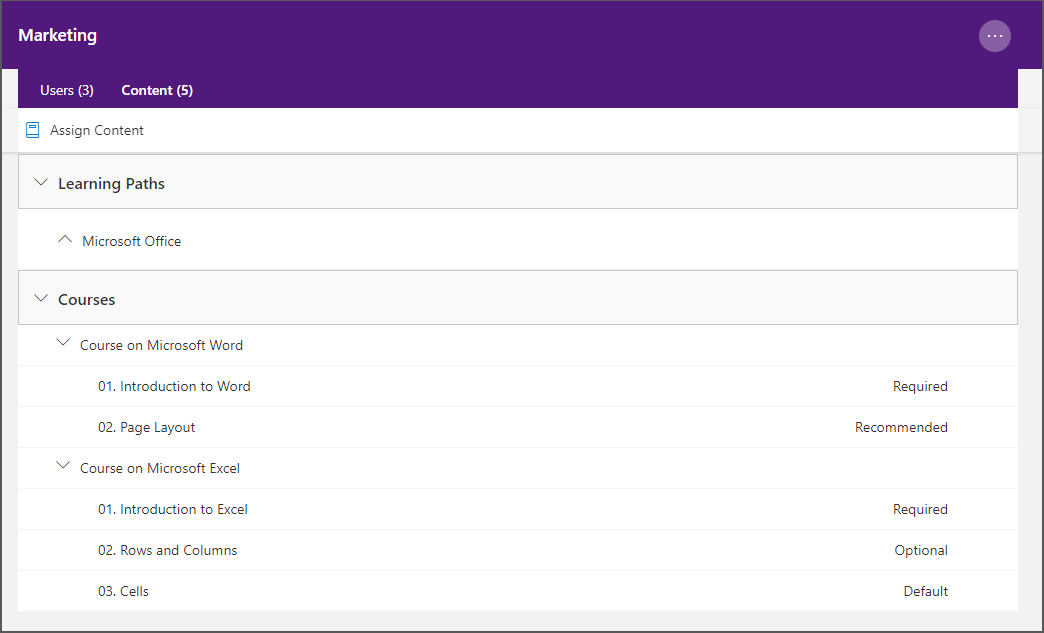 Marketing
Users (3) Content (5)
Assign Content
Learning Paths
Microsoft Office
Courses
Course on Microsoft Word
01. Introduction to Word Required
02. Page Layout Recommended
Course on Microsoft Excel
01. Introduction to Excel Required
02. Rows and Columns Optional
03. Cells Default